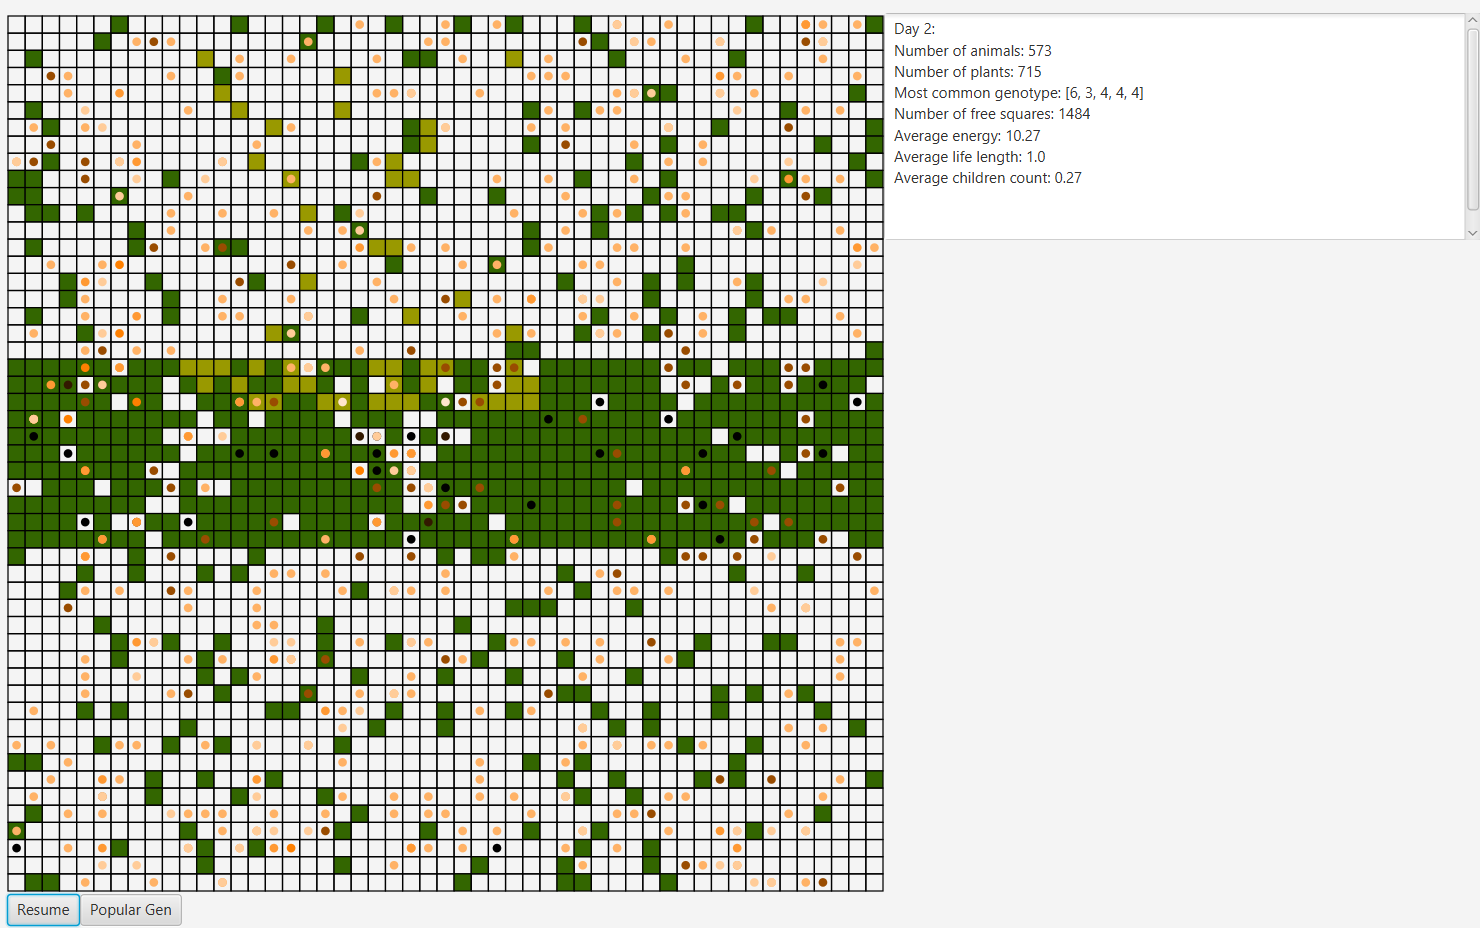 Day 2:
Number of animals: 573
Number of plants: 715
Most common genotype: [6, 3, 4, 4, 4]
Number of free squares: 1484
Average energy: 10.27
Average life length: 1.0
Average children count: 0.27
Resume
Popular Gen